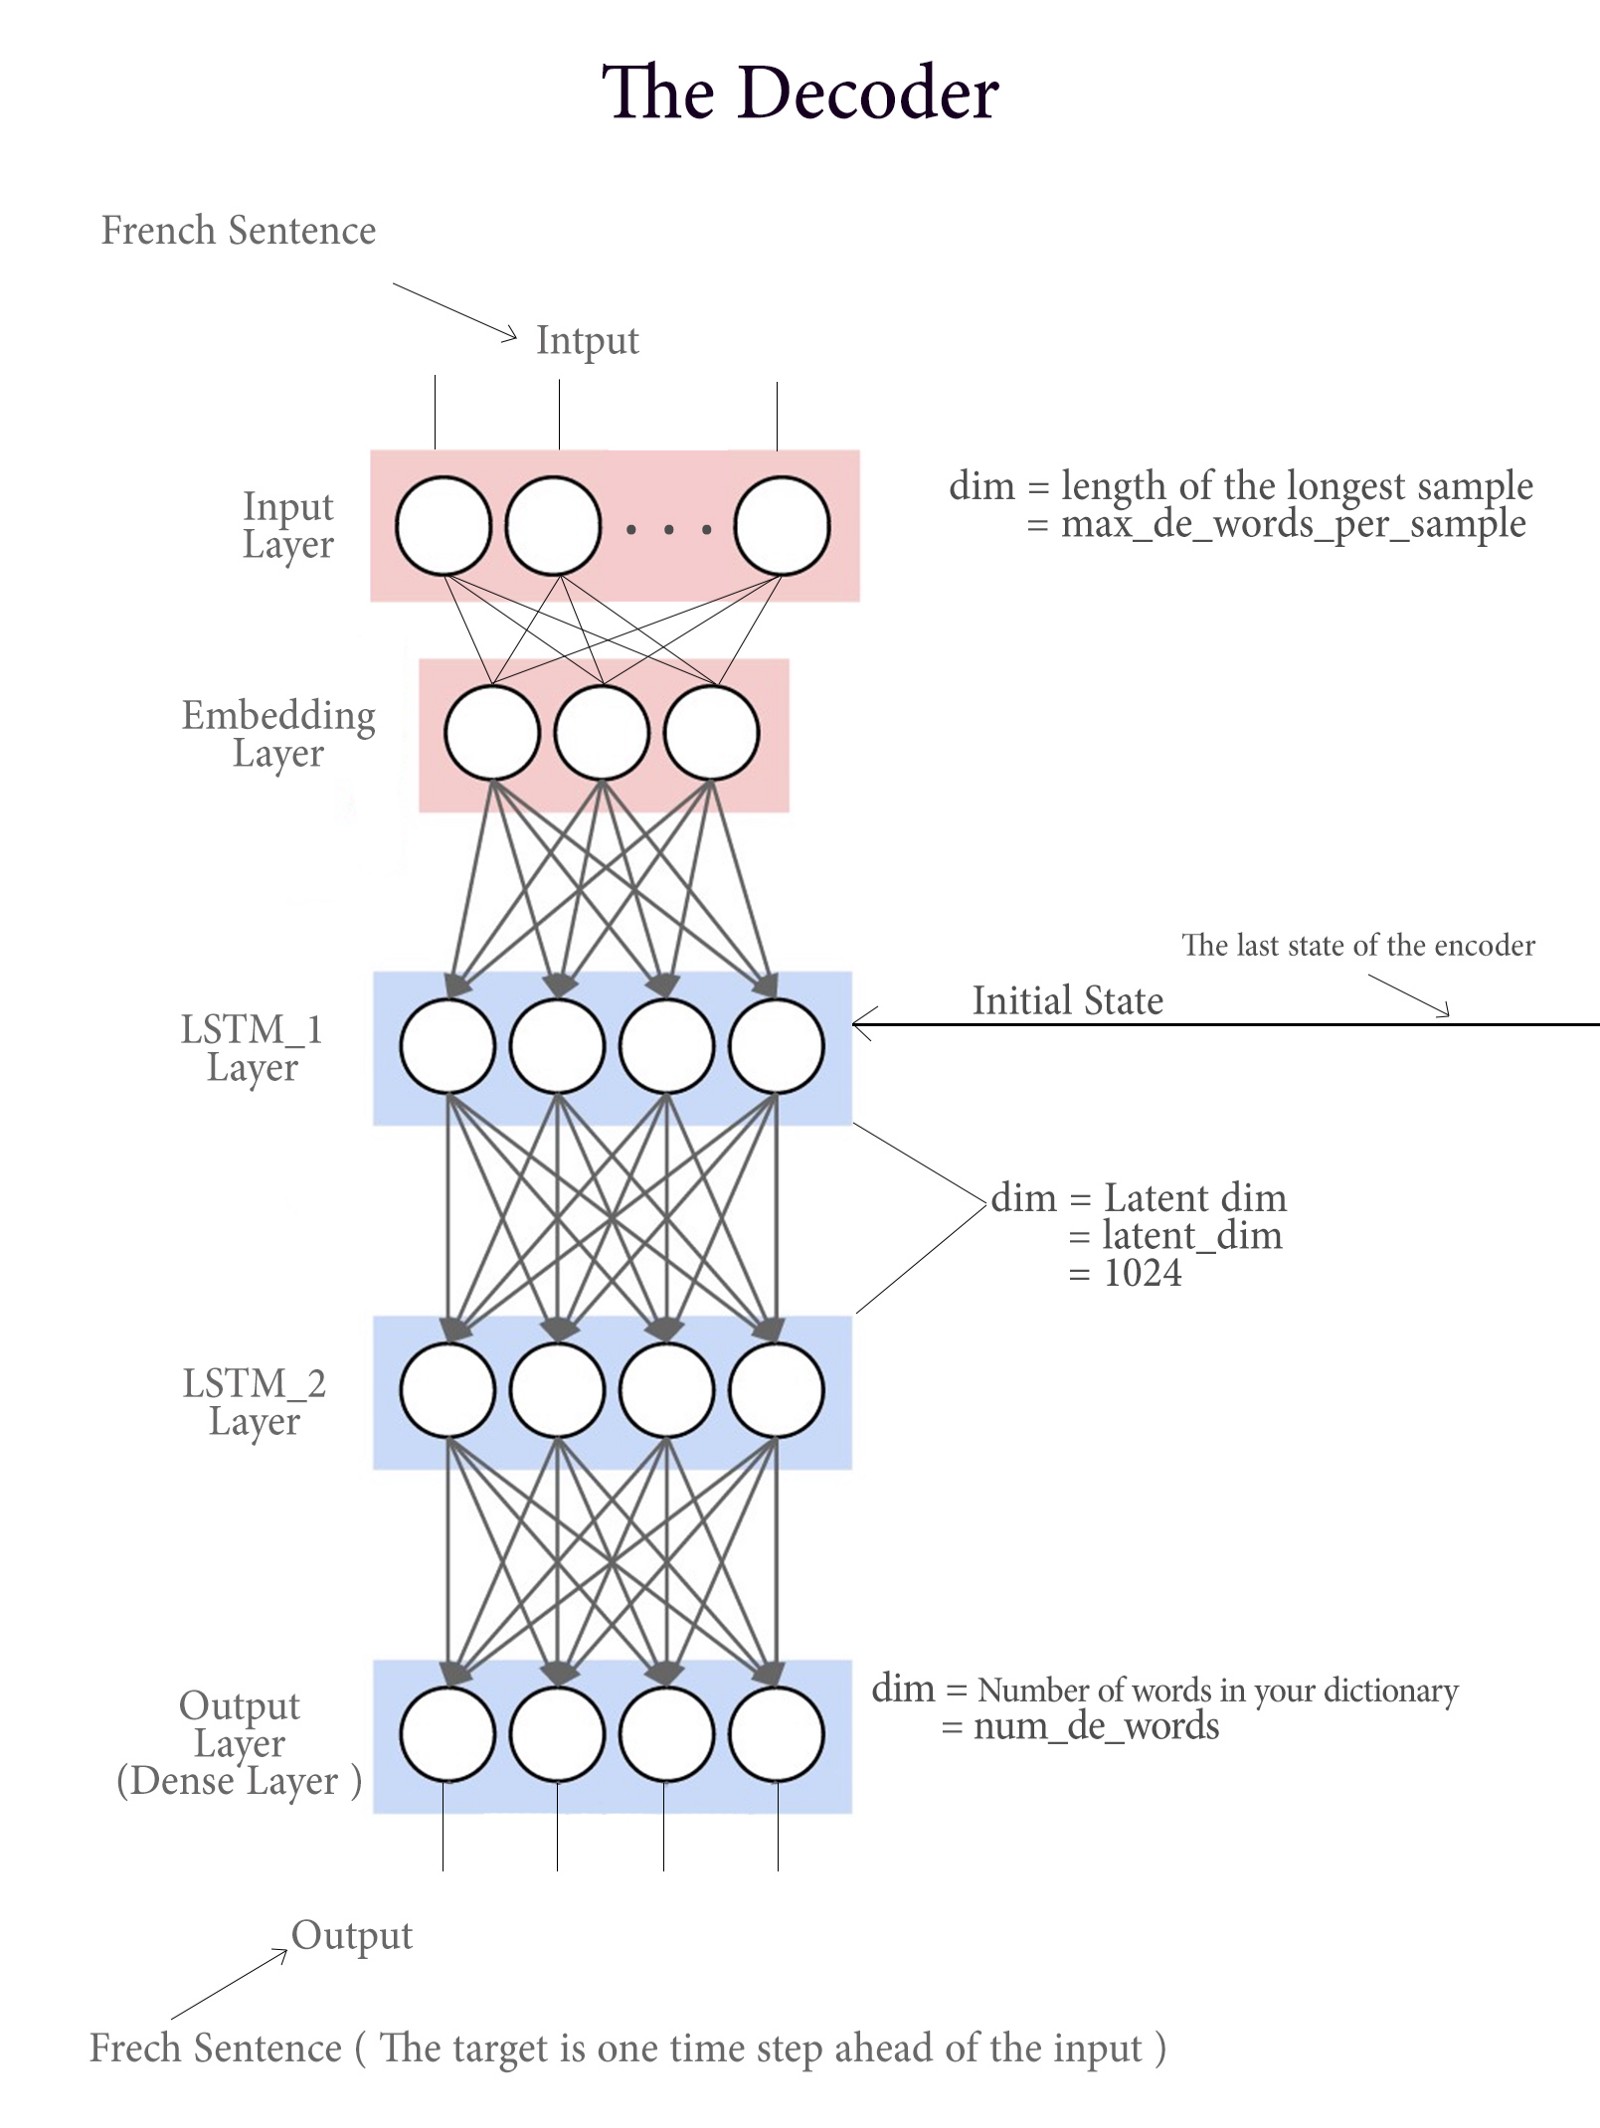 The Decoder
French Sentence
Intput
Input
Layer
dim = length of the longest sample
= max_de_words_per_sample
Embedding
Layer
The last state of the encoder
Initial State
LSTM_1
Layer
dim = Latent dim
= latent_dim
= 1024
LSTM_2
Layer
Output
Layer
(Dense Layer )
dim = Number of words in your dictionary
= num_de_words
Output
Frech Sentence ( The target is one time step ahead of the input )